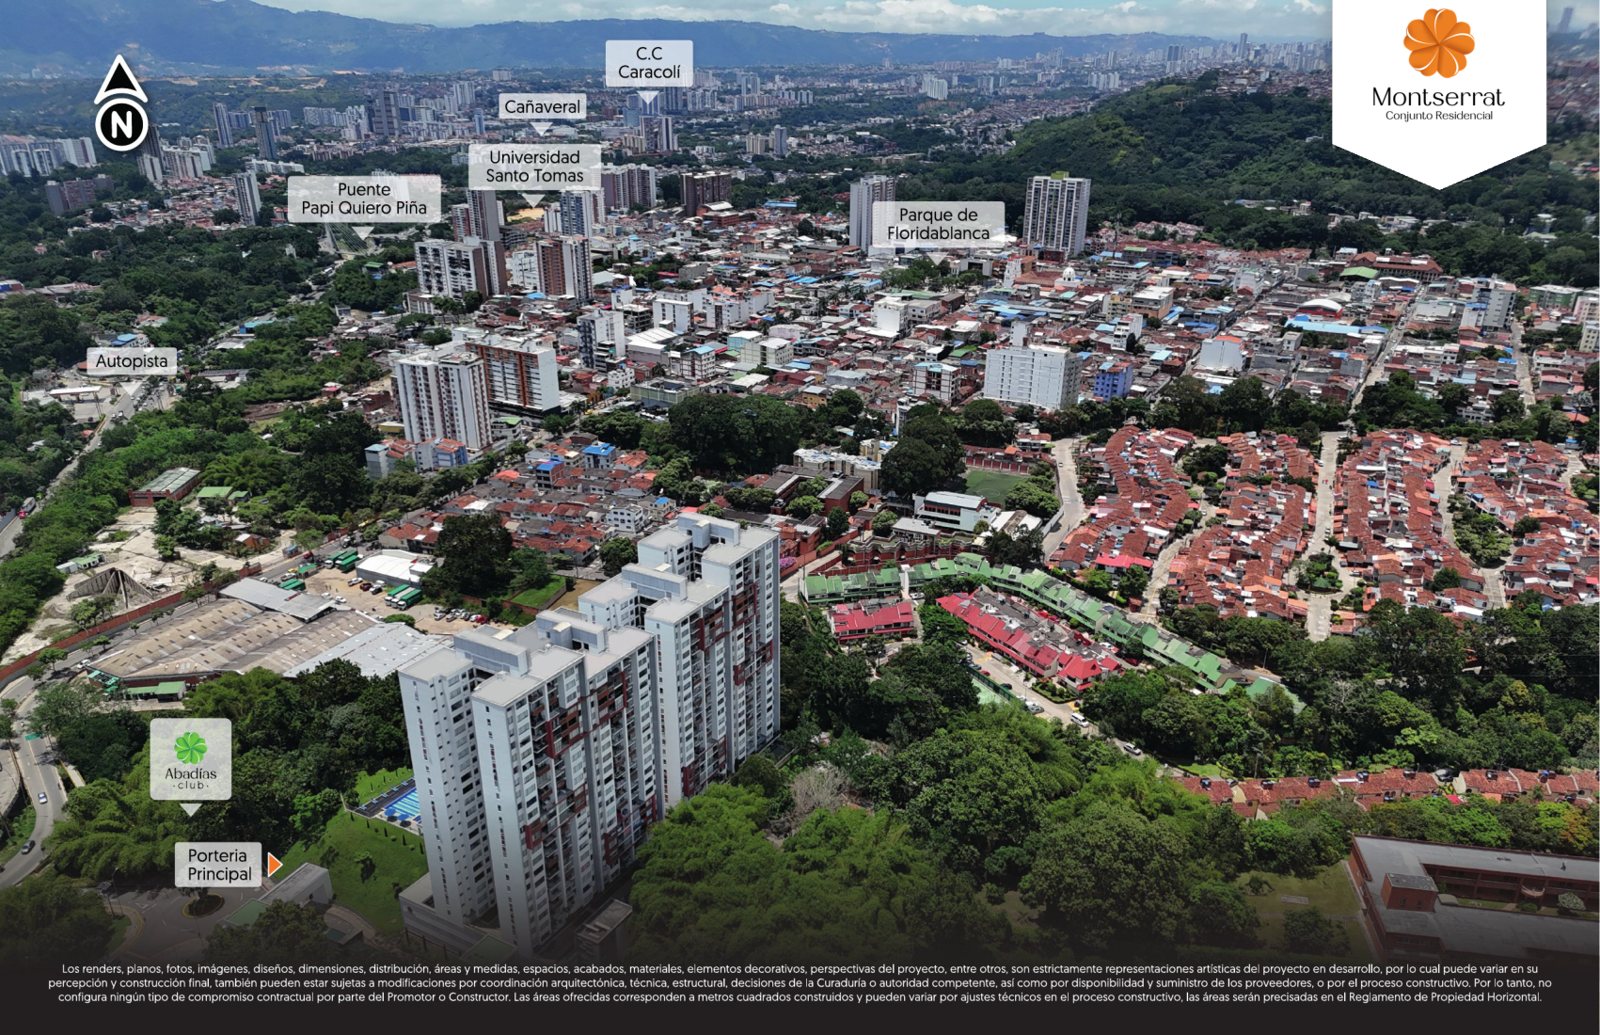 N
C.C
Caracolí
Cañaveral
Universidad
Santo Tomas
Puente
Papi Quiero Piña
Parque de
Floridablanca
Montserrat
Conjunto Residencial
Autopista
Abadías
·club·
Porteria
Principal
Los renders, planos, fotos, imágenes, diseños, dimensiones, distribución, áreas y medidas, espacios, acabados, materiales, elementos decorativos, perspectivas del proyecto, entre otros, son estrictamente representaciones artísticas del proyecto en desarrollo, por lo cual puede variar en su
percepción y construcción final, también pueden estar sujetas a modificaciones por coordinación arquitectónica, técnica, estructural, decisiones de la Curaduría o autoridad competente, así como por disponibilidad y suministro de los proveedores, o por el proceso constructivo. Por lo tanto, no
configura ningún tipo de compromiso contractual por parte del Promotor o Constructor. Las áreas ofrecidas corresponden a metros cuadrados construidos y pueden variar por ajustes técnicos en el proceso constructivo, las áreas serán precisadas en el Reglamento de Propiedad Horizontal.